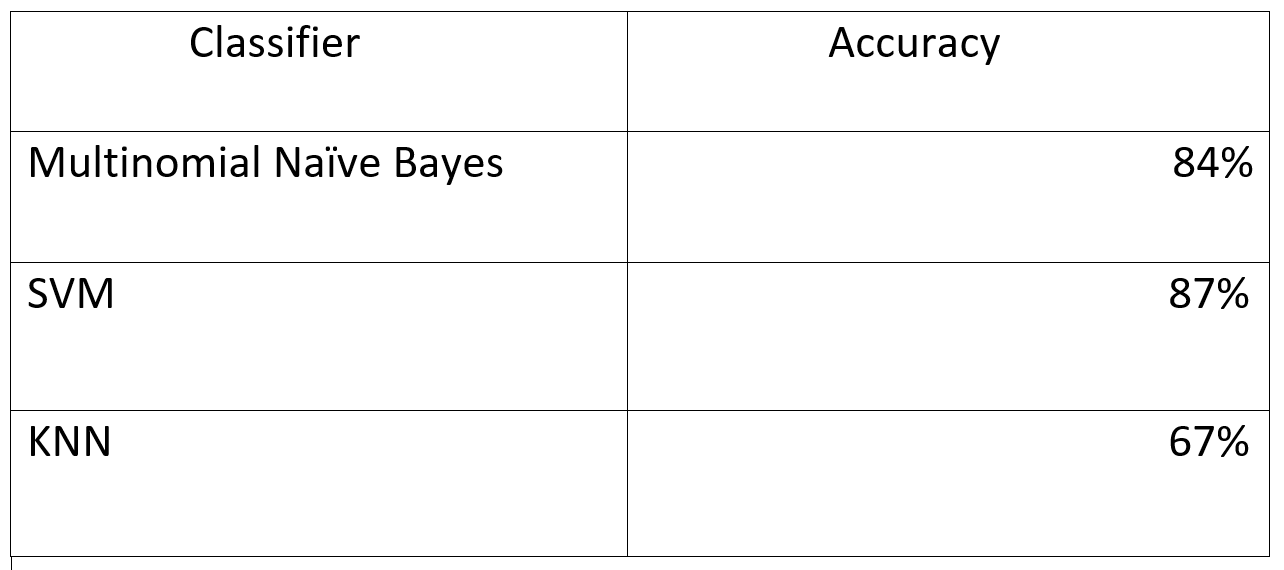 Classifier Accuracy
Multinomial Naïve Bayes 84%
SVM 87%
KNN 67%